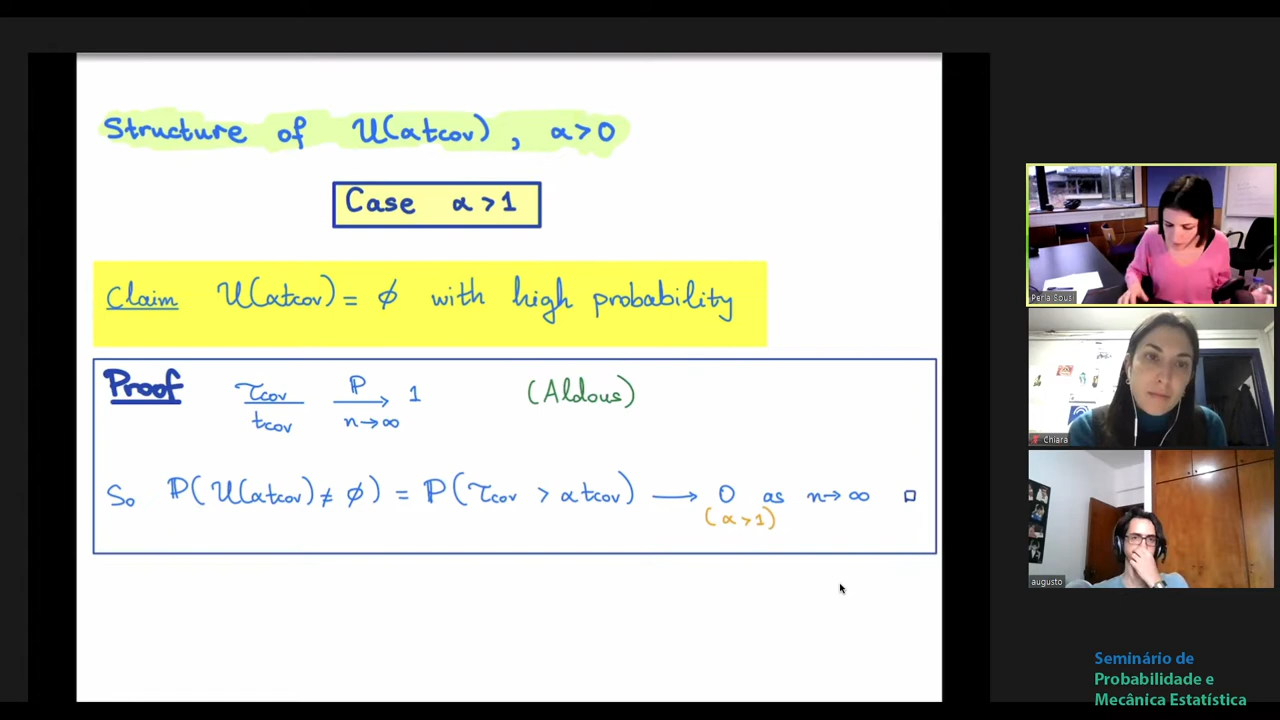 Structure of U(αtcov), α>0
Case α>1
Claim U(αtcov) = ∅ with high probability
Proof τcov/tcov ⟶ 1 (Aldous)
P
n→∞
So P(U(αtcov) ≠ ∅) = P(τcov > αtcov) ⟶ 0 as n→∞ □
(α>1)
Perla Sousi
Chiara
augusto
Seminário de
Probabilidade e
Mecânica Estatística